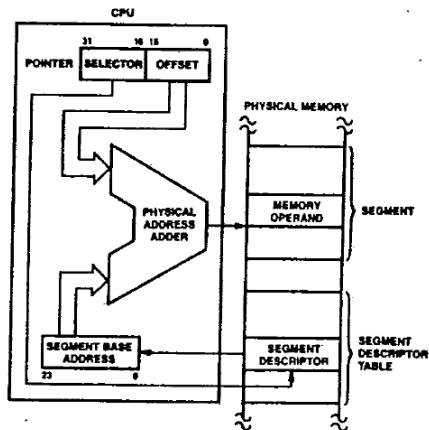 CPU
31 16 15 0
POINTER SELECTOR OFFSET
PHYSICAL MEMORY
MEMORY
OPERAND
SEGMENT
PHYSICAL
ADDRESS
ADDER
SEGMENT BASE
ADDRESS
23 0
SEGMENT
DESCRIPTOR
SEGMENT
DESCRIPTOR
TABLE